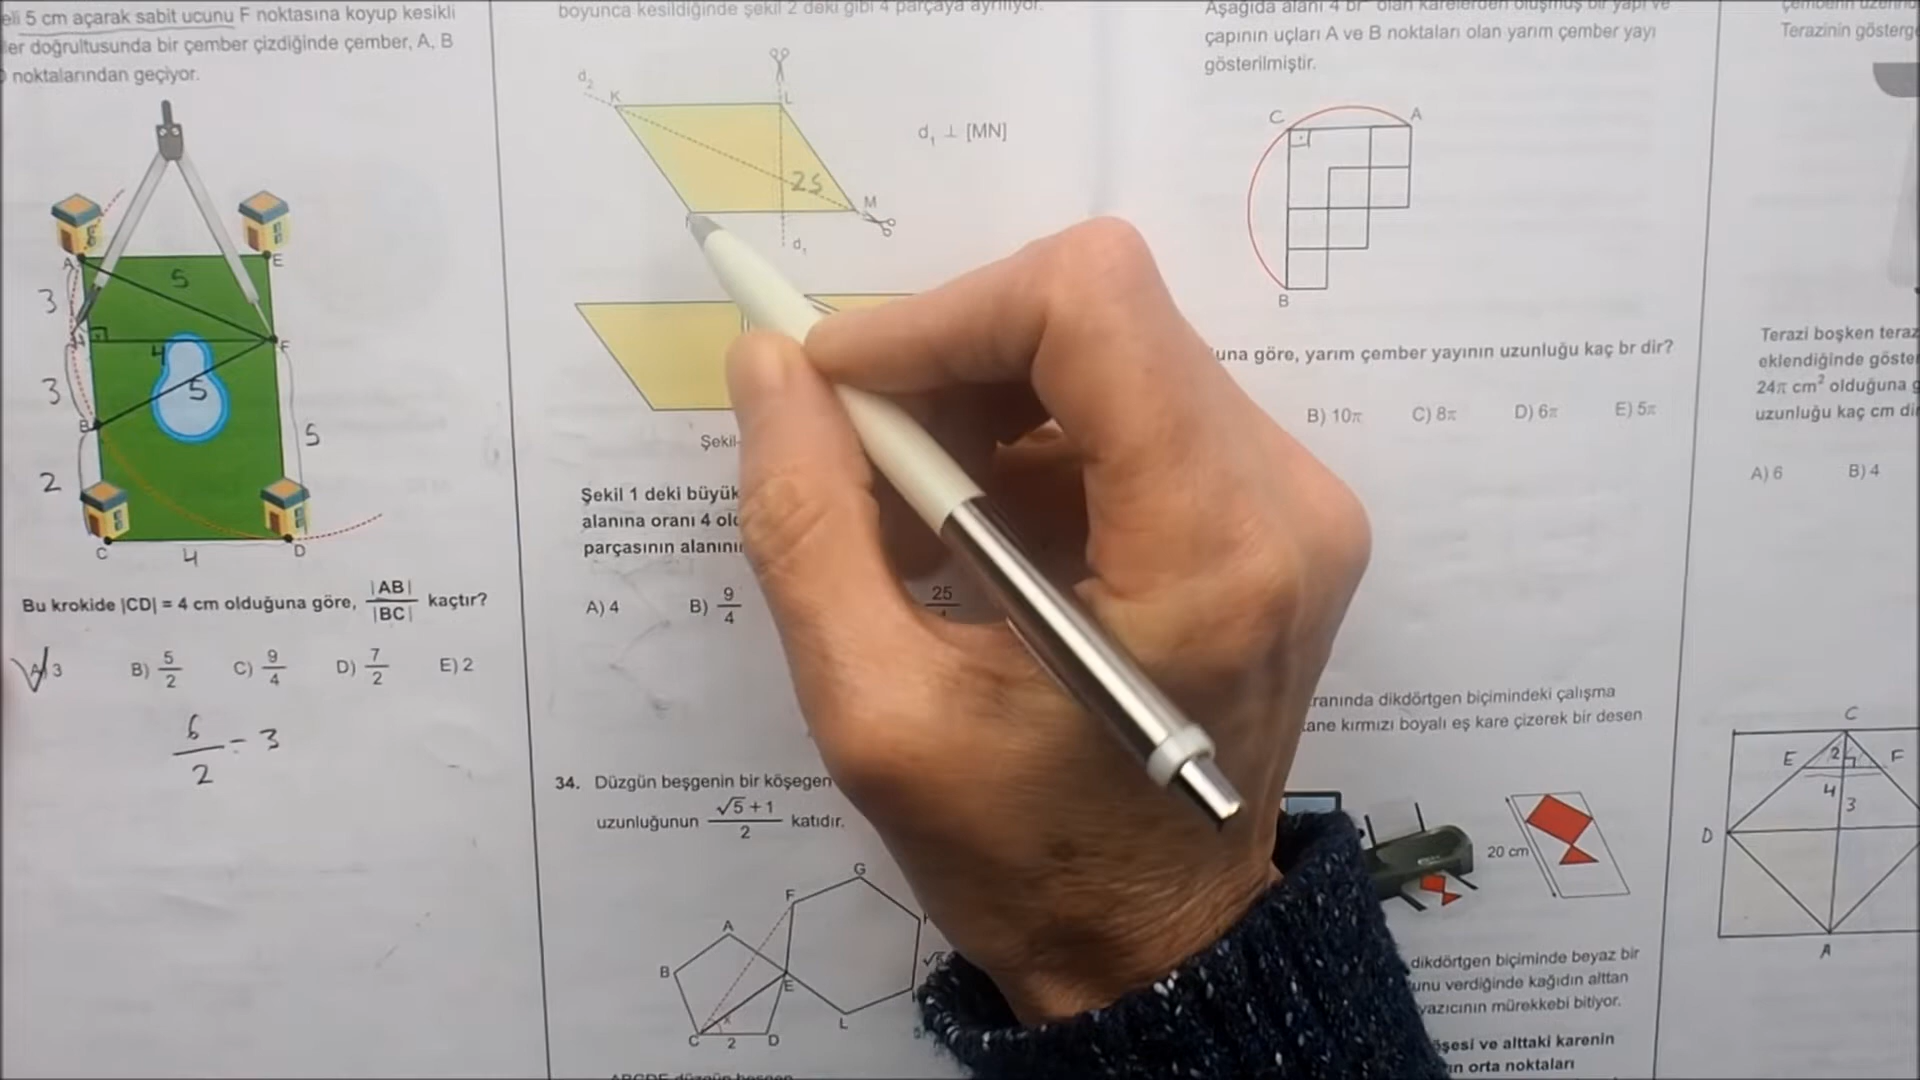 eli 5 cm açarak sabit ucunu F noktasına koyup kesikli
ler doğrultusunda bir çember çizdiğinde çember, A, B
noktalarından geçiyor.
A
E
5
3
H
F
4
5
3
B
5
2
C
4
D
Bu krokide |CD| = 4 cm olduğuna göre, |AB| / |BC| kaçtır?
A) 3 B) 5/2 C) 9/4 D) 7/2 E) 2
6/2 = 3
boyunca kesildiğinde şekil 2 deki gibi 4 parçaya ayrılıyor.
d₂
K
L
d₁ ⊥ [MN]
2S
M
d₁
Şekil-
Şekil 1 deki büyük
alanına oranı 4
parçasının
A) 4 B) 9/4 25
34. Düzgün beşgenin bir köşegen
uzunluğunun (√5 + 1)/2 katıdır.
G
F
A
B
E
L
C
2
D
Aşağıda alanı 4 br² olan karelerden oluşmuş bir yapı ve
çapının uçları A ve B noktaları olan yarım çember yayı
gösterilmiştir.
C
A
B
una göre, yarım çember yayının uzunluğu kaç br dir?
B) 10π C) 8π D) 6π E) 5π
ranında dikdörtgen biçimindeki çalışma
tane kırmızı boyalı eş kare çizerek bir desen
20 cm
dikdörtgen biçiminde beyaz bir
unu verdiğinde kağıdın alttan
yazıcının mürekkebi bitiyor.
öşesi ve alttaki karenin
ın orta noktaları
Terazinin gösterge
Terazi boşken teraz
eklendiğinde göster
24π cm² olduğuna g
uzunluğu kaç cm di
A) 6 B) 4
C
E
2
F
4
3
D
A